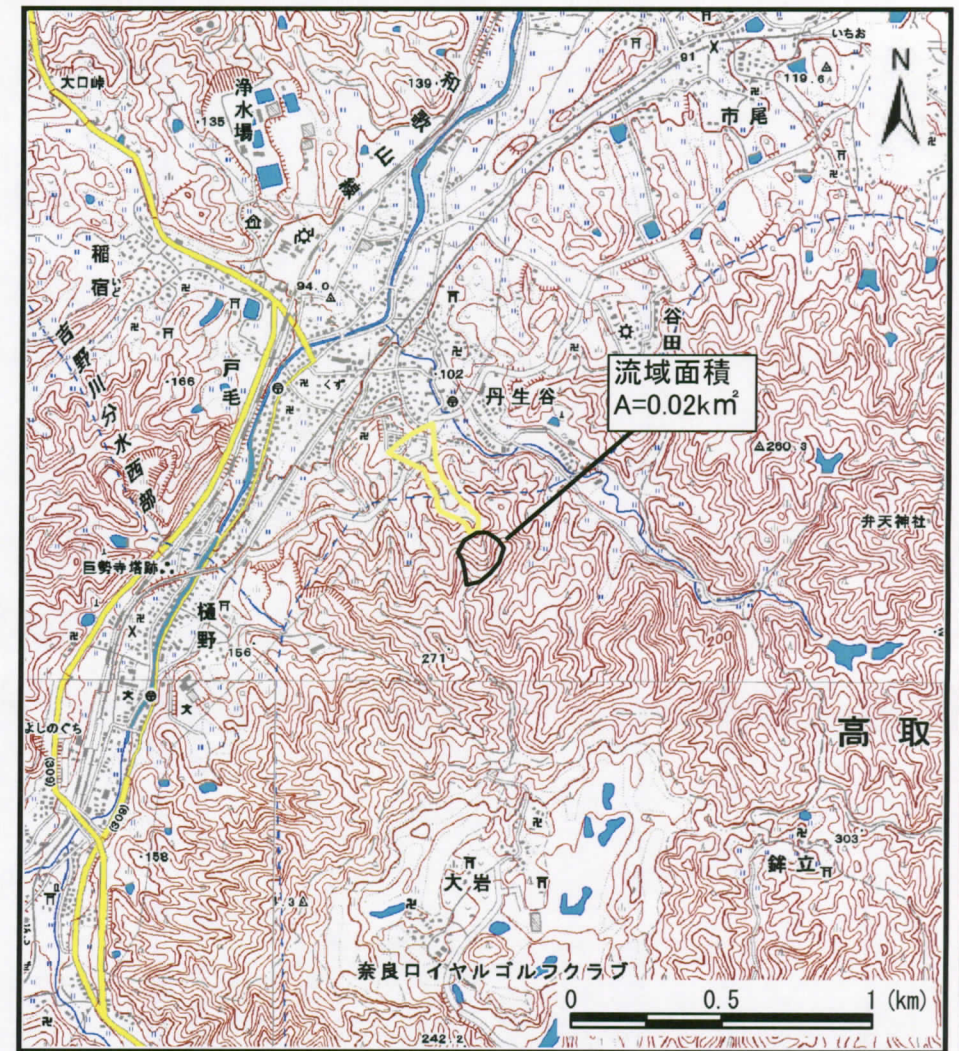 いちお
大口峠
139
91
N
119.6
135
浄水場
市尾
和歌山線
稲宿
いど
94.0
谷田
吉野川分水西部
戸毛
166
くず
102
丹生谷
流域面積
A=0.02km²
260.3
弁天神社
巨勢寺塔跡
樋野
156
200
271
高取
よしのぐち
(309)
(309)
303
158
鉾立
大岩
奈良ロイヤルゴルフクラブ
0 0.5 1 (km)
242.2